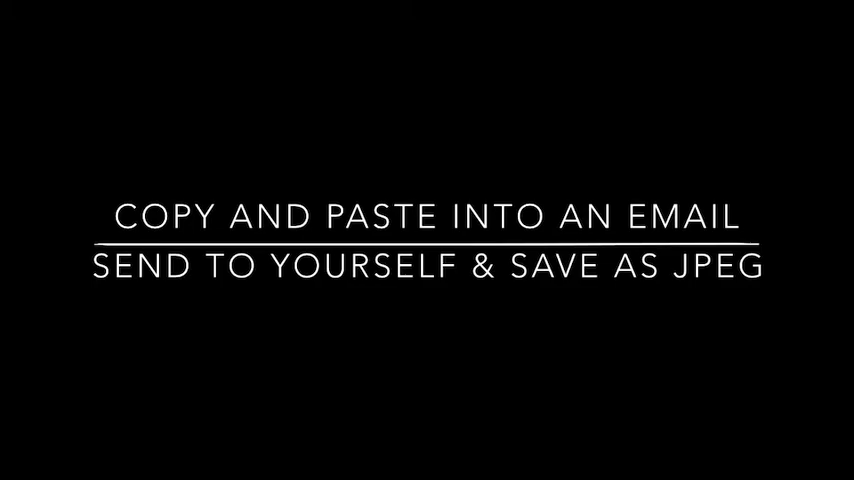 COPY AND PASTE INTO AN EMAIL
SEND TO YOURSELF & SAVE AS JPEG